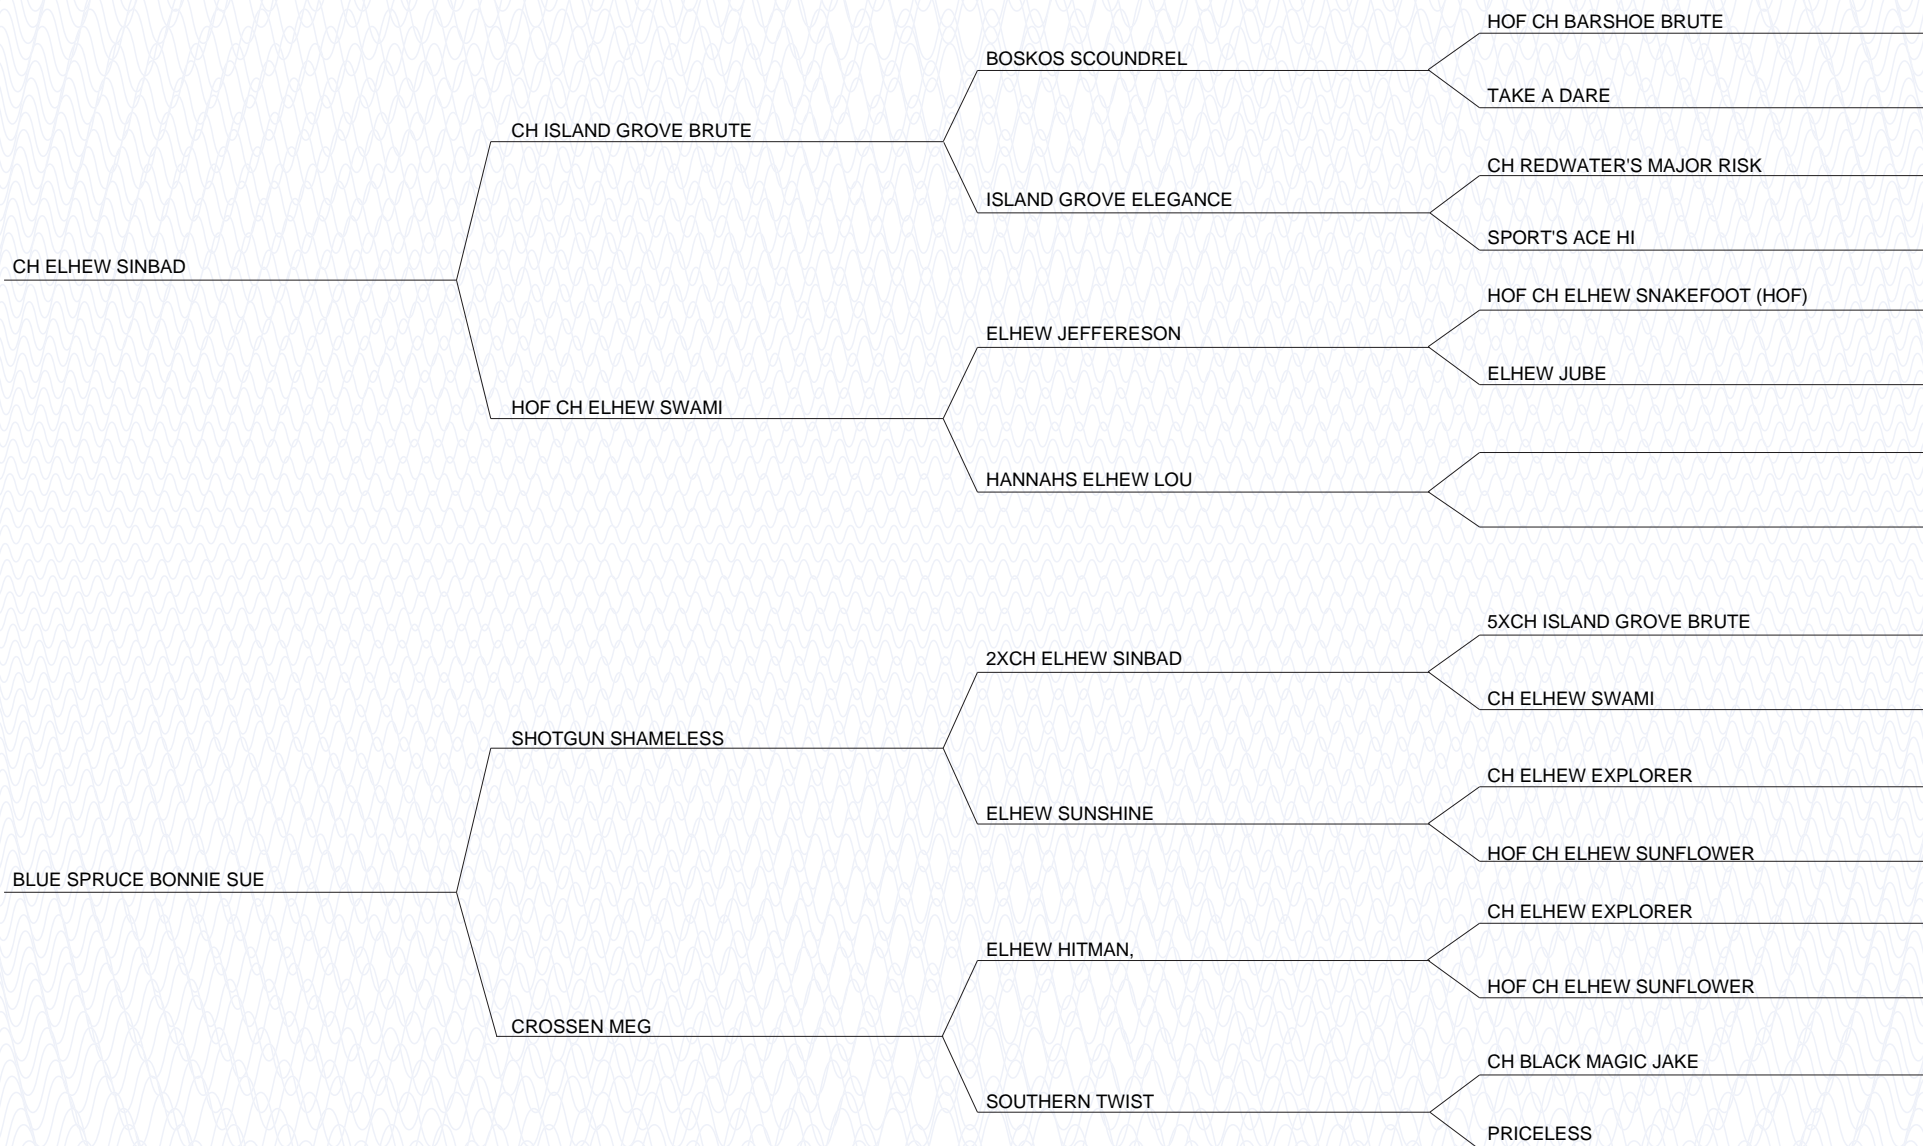 HOF CH BARSHOE BRUTE
BOSKOS SCOUNDREL
TAKE A DARE
CH ISLAND GROVE BRUTE
CH REDWATER'S MAJOR RISK
ISLAND GROVE ELEGANCE
SPORT'S ACE HI
CH ELHEW SINBAD
HOF CH ELHEW SNAKEFOOT (HOF)
ELHEW JEFFERESON
ELHEW JUBE
HOF CH ELHEW SWAMI
HANNAHS ELHEW LOU
5XCH ISLAND GROVE BRUTE
2XCH ELHEW SINBAD
CH ELHEW SWAMI
SHOTGUN SHAMELESS
CH ELHEW EXPLORER
ELHEW SUNSHINE
HOF CH ELHEW SUNFLOWER
BLUE SPRUCE BONNIE SUE
CH ELHEW EXPLORER
ELHEW HITMAN,
HOF CH ELHEW SUNFLOWER
CROSSEN MEG
CH BLACK MAGIC JAKE
SOUTHERN TWIST
PRICELESS